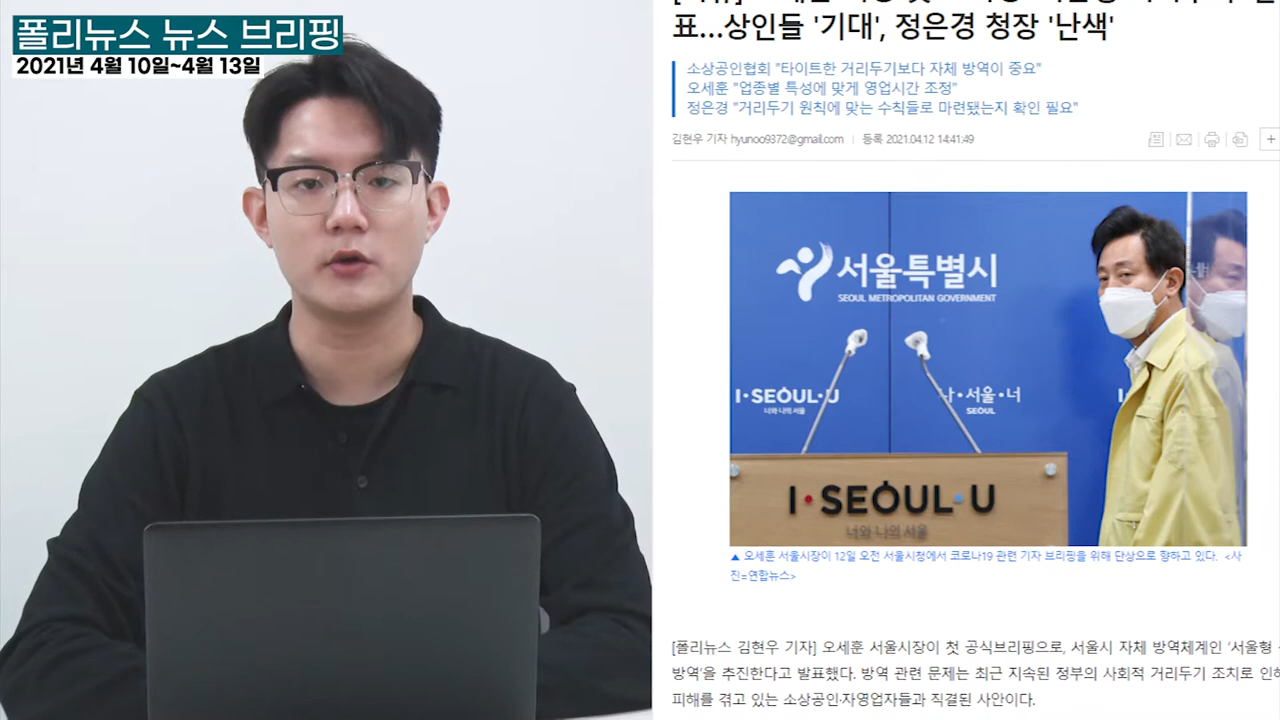 폴리뉴스 뉴스 브리핑
2021년 4월 10일~4월 13일
표…상인들 '기대', 정은경 청장 '난색'
소상공인협회 "타이트한 거리두기보다 자체 방역이 중요"
오세훈 "업종별 특성에 맞게 영업시간 조정"
정은경 "거리두기 원칙에 맞는 수칙들로 마련됐는지 확인 필요"
김현우 기자 hyunoo9372@gmail.com | 등록 2021.04.12 14:41:49
서울특별시
SEOUL METROPOLITAN GOVERNMENT
I·SEOUL·U
너와 나의 서울
나·서울·너
SEOUL
I·SEOUL·U
너와 나의 서울
▲ 오세훈 서울시장이 12일 오전 서울시청에서 코로나19 관련 기자 브리핑을 위해 단상으로 향하고 있다. <사
진=연합뉴스>
[폴리뉴스 김현우 기자] 오세훈 서울시장이 첫 공식브리핑으로, 서울시 자체 방역체계인 '서울형
방역'을 추진한다고 발표했다. 방역 관련 문제는 최근 지속된 정부의 사회적 거리두기 조치로 인해
피해를 겪고 있는 소상공인·자영업자들과 직결된 사안이다.